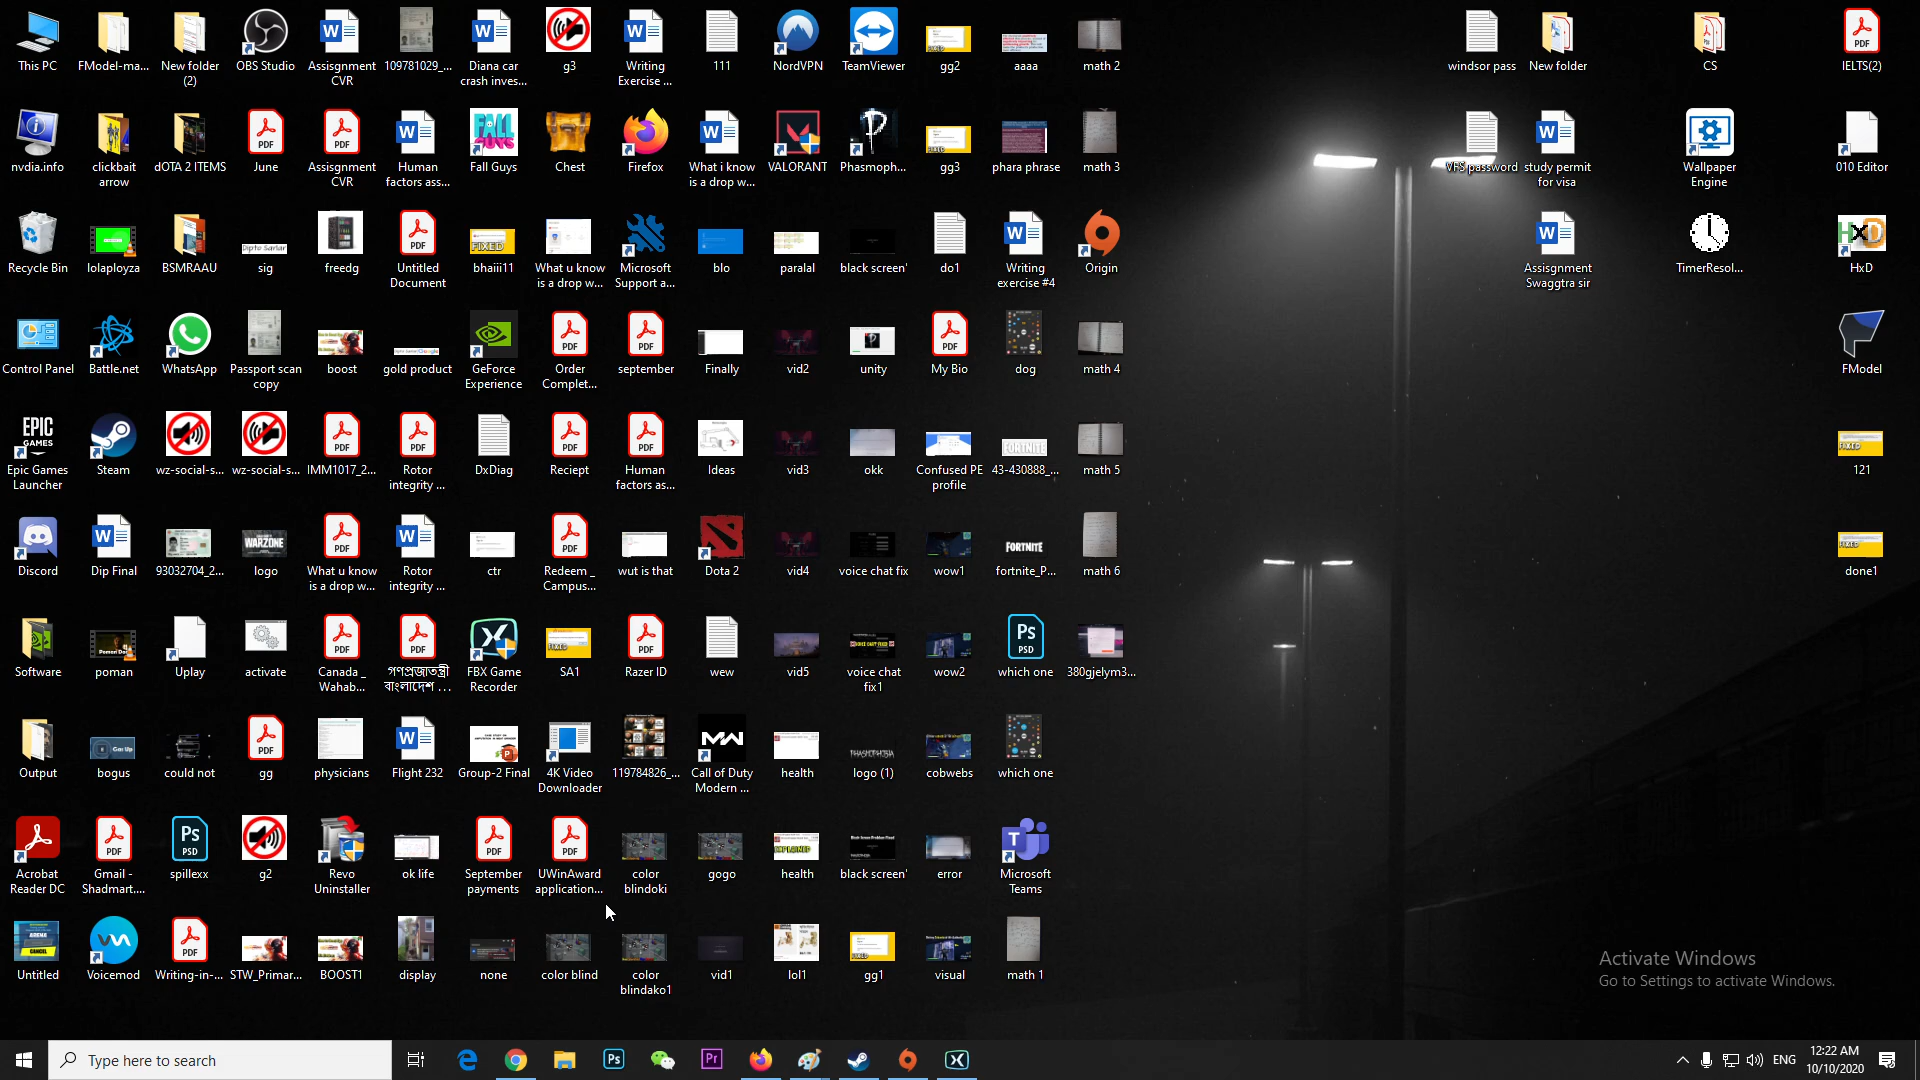 This PC
FModel-ma...
New folder
(2)
OBS Studio
Assisgnment
CVR
109781029_...
Diana car
crash inves...
g3
Writing
Exercise ...
111
NordVPN
TeamViewer
gg2
aaaa
math 2
windsor pass
New folder
CS
IELTS(2)
nvdia.info
clickbait
arrow
dOTA 2 ITEMS
June
Assisgnment
CVR
Human
factors ass...
Fall Guys
Chest
Firefox
What i know
is a drop w...
VALORANT
Phasmoph...
gg3
phara phrase
math 3
VPS password
study permit
for visa
Wallpaper
Engine
010 Editor
Recycle Bin
lolaployza
BSMRAAU
sig
freedg
Untitled
Document
bhaiii11
What u know
is a drop w...
Microsoft
Support a...
blo
paralal
black screen'
do1
Writing
exercise #4
Origin
Assisgnment
Swaggtra sir
TimerResol...
HxD
Control Panel
Battle.net
WhatsApp
Passport scan
copy
boost
gold product
GeForce
Experience
Order
Complet...
september
Finally
vid2
unity
My Bio
dog
math 4
FModel
Epic Games
Launcher
Steam
wz-social-s...
wz-social-s...
IMM1017_2...
Rotor
integrity ...
DxDiag
Reciept
Human
factors as...
Ideas
vid3
okk
Confused PE
profile
43-430888_...
math 5
121
Discord
Dip Final
93032704_2...
logo
What u know
is a drop w...
Rotor
integrity ...
ctr
Redeem _
Campus...
wut is that
Dota 2
vid4
voice chat fix
wow1
fortnite_P...
math 6
done1
Software
poman
Uplay
activate
Canada _
Wahab...
গণপ্রজাতন্ত্রী
বাংলাদেশ ...
FBX Game
Recorder
SA1
Razer ID
wew
vid5
voice chat
fix1
wow2
which one
380gjelym3...
Output
bogus
could not
gg
physicians
Flight 232
Group-2 Final
4K Video
Downloader
119784826_...
Call of Duty
Modern ...
health
logo (1)
cobwebs
which one
Acrobat
Reader DC
Gmail -
Shadmart....
spillexx
g2
Revo
Uninstaller
ok life
September
payments
UWinAward
application...
color
blindoki
gogo
health
black screen'
error
Microsoft
Teams
Untitled
Voicemod
Writing-in-...
STW_Primar...
BOOST1
display
none
color blind
color
blindako1
vid1
lol1
gg1
visual
math 1
Activate Windows
Go to Settings to activate Windows.
Type here to search
ENG
12:22 AM
10/10/2020